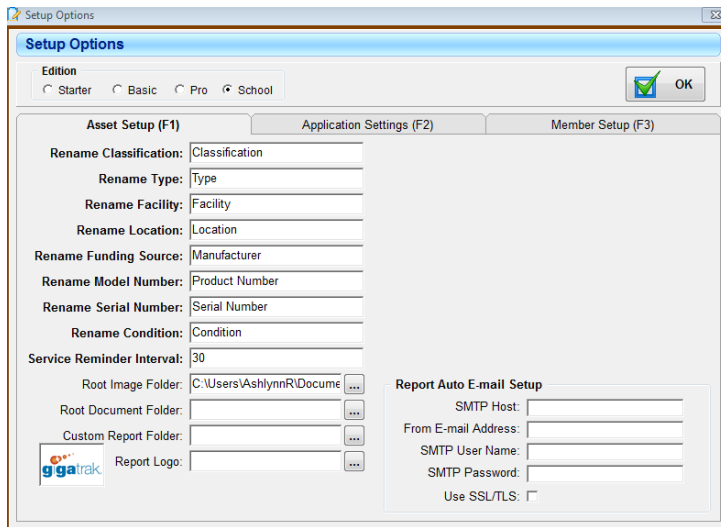 Setup Options
Setup Options
Edition
Starter Basic Pro School
OK
Asset Setup (F1) Application Settings (F2) Member Setup (F3)
Rename Classification: Classification
Rename Type: Type
Rename Facility: Facility
Rename Location: Location
Rename Funding Source: Manufacturer
Rename Model Number: Product Number
Rename Serial Number: Serial Number
Rename Condition: Condition
Service Reminder Interval: 30
Root Image Folder: C:\Users\AshlynnR\Docume ...
Root Document Folder: ...
Custom Report Folder: ...
gigatrak Report Logo: ...
Report Auto E-mail Setup
SMTP Host:
From E-mail Address:
SMTP User Name:
SMTP Password:
Use SSL/TLS: